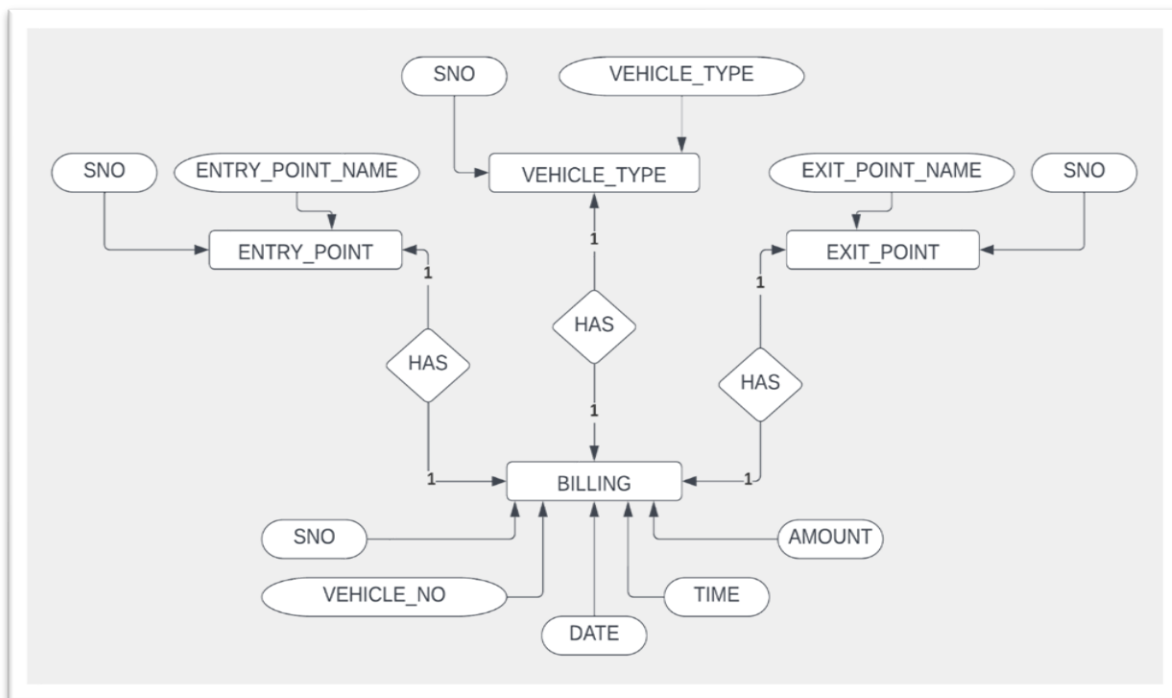 SNO
VEHICLE_TYPE
SNO
ENTRY_POINT_NAME
VEHICLE_TYPE
EXIT_POINT_NAME
SNO
ENTRY_POINT
1
EXIT_POINT
1
1
HAS
HAS
HAS
1
1
1
BILLING
SNO
AMOUNT
VEHICLE_NO
TIME
DATE